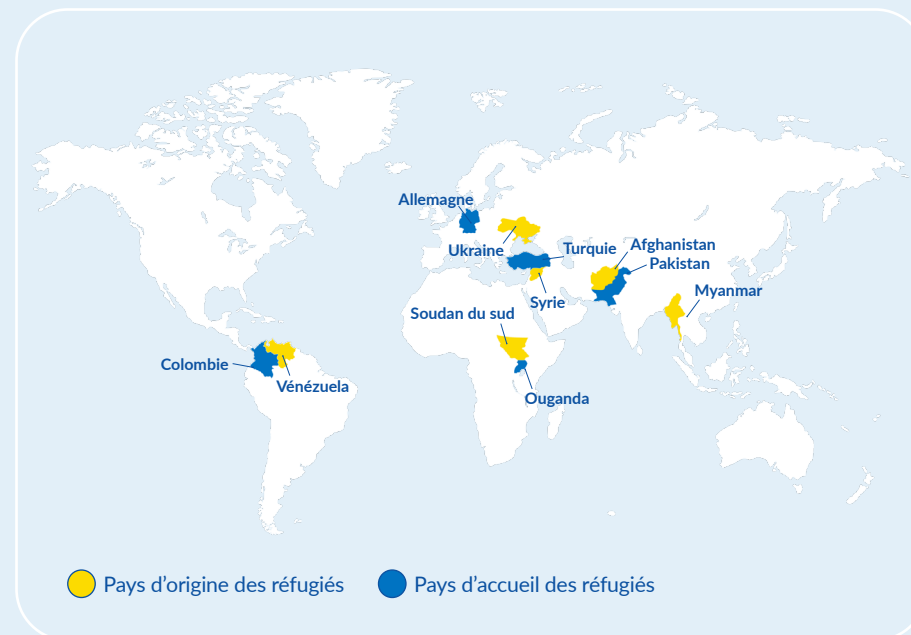 Allemagne
Ukraine
Turquie
Afghanistan
Pakistan
Myanmar
Syrie
Soudan du sud
Colombie
Vénézuela
Ouganda
Pays d'origine des réfugiés
Pays d'accueil des réfugiés